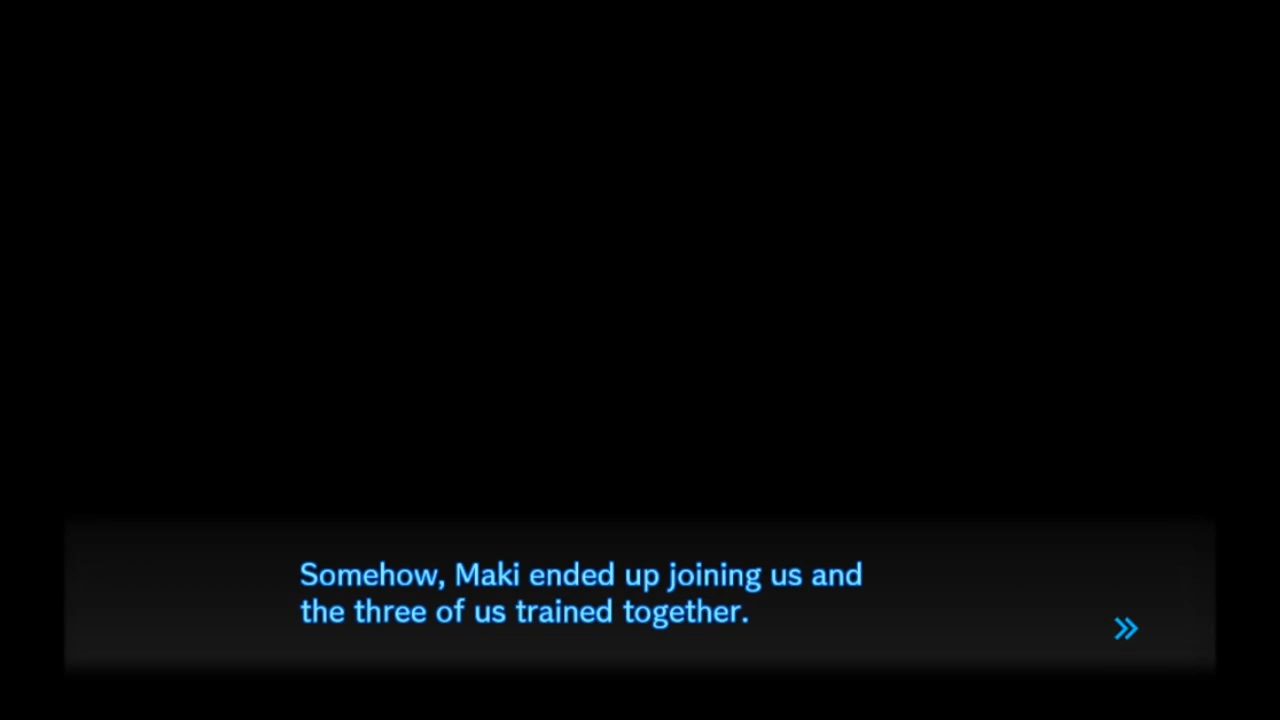 Somehow, Maki ended up joining us and
the three of us trained together.